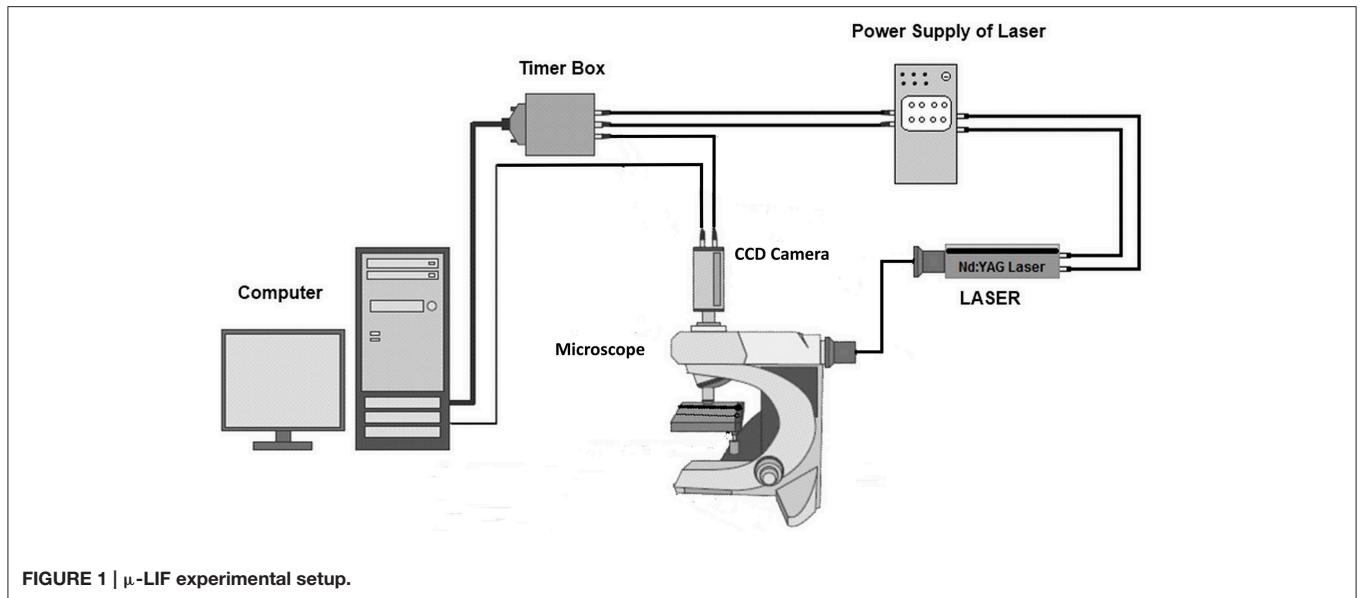 Power Supply of Laser
Timer Box
CCD Camera
Nd:YAG Laser
LASER
Computer
Microscope
FIGURE 1 | μ-LIF experimental setup.